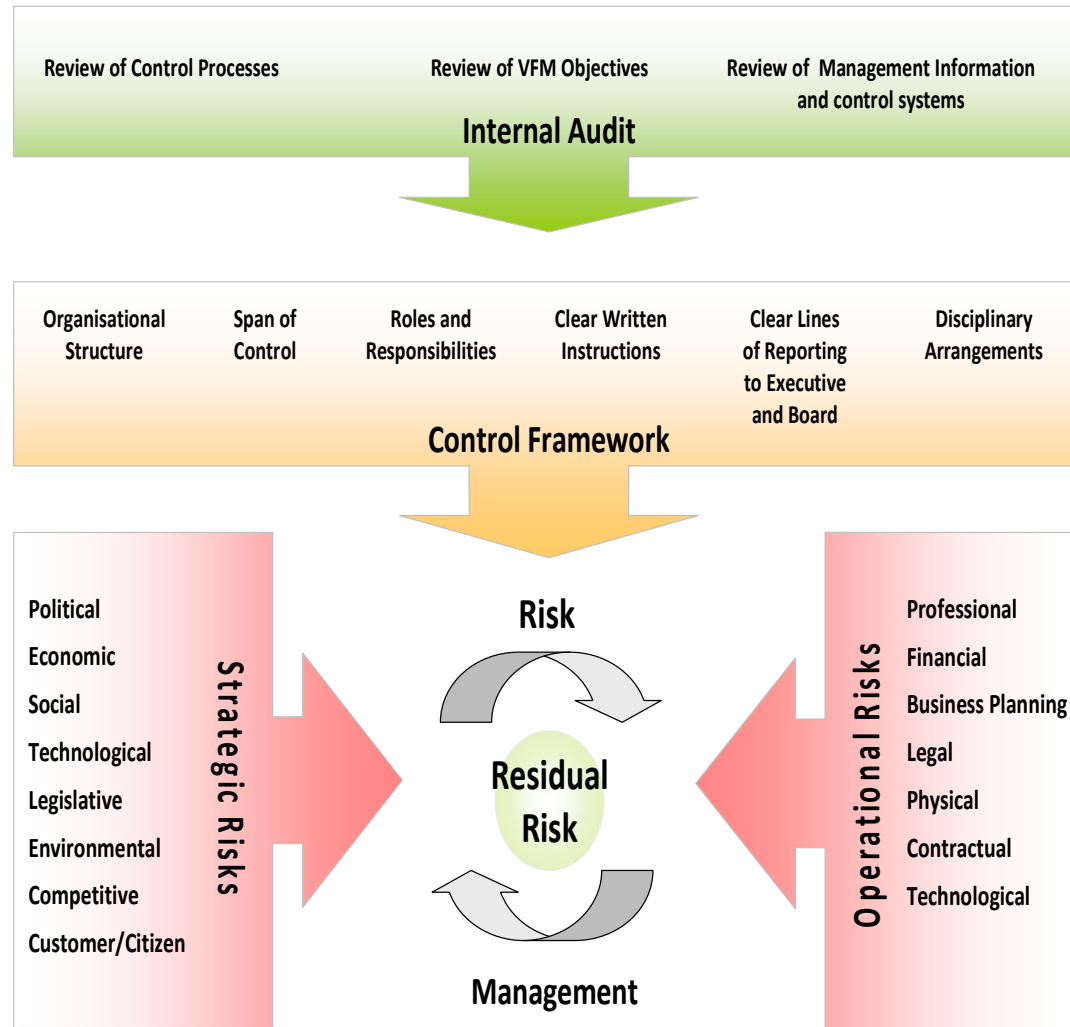 Review of Control Processes
Review of VFM Objectives
Review of Management Information
and control systems
Internal Audit
Organisational
Structure
Span of
Control
Roles and
Responsibilities
Clear Written
Instructions
Clear Lines
of Reporting
to Executive
and Board
Disciplinary
Arrangements
Control Framework
Political
Economic
Social
Technological
Legislative
Environmental
Competitive
Customer/Citizen
Strategic Risks
Risk
Residual
Risk
Management
Operational Risks
Professional
Financial
Business Planning
Legal
Physical
Contractual
Technological